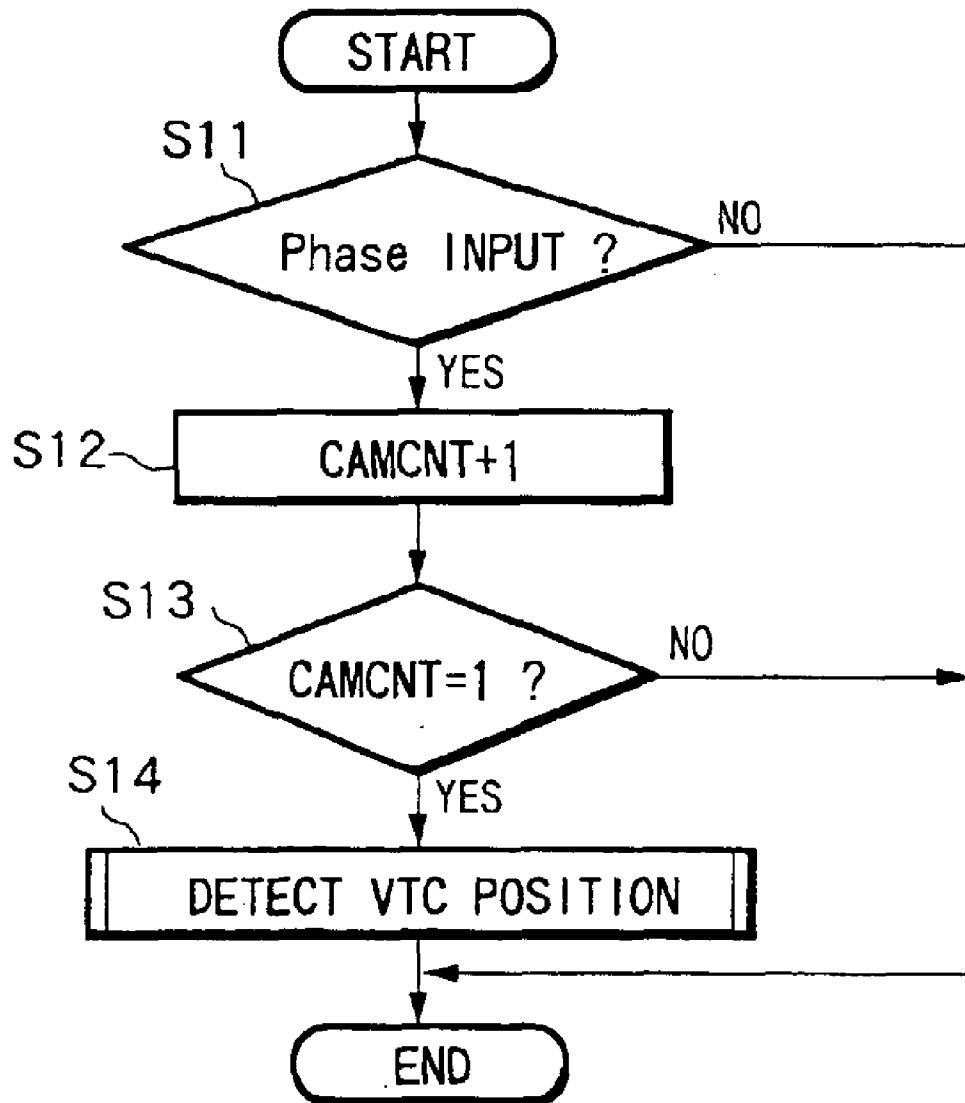 START
S11
Phase INPUT ?
NO
YES
S12
CAMCNT+1
S13
CAMCNT=1 ?
NO
YES
S14
DETECT VTC POSITION
END